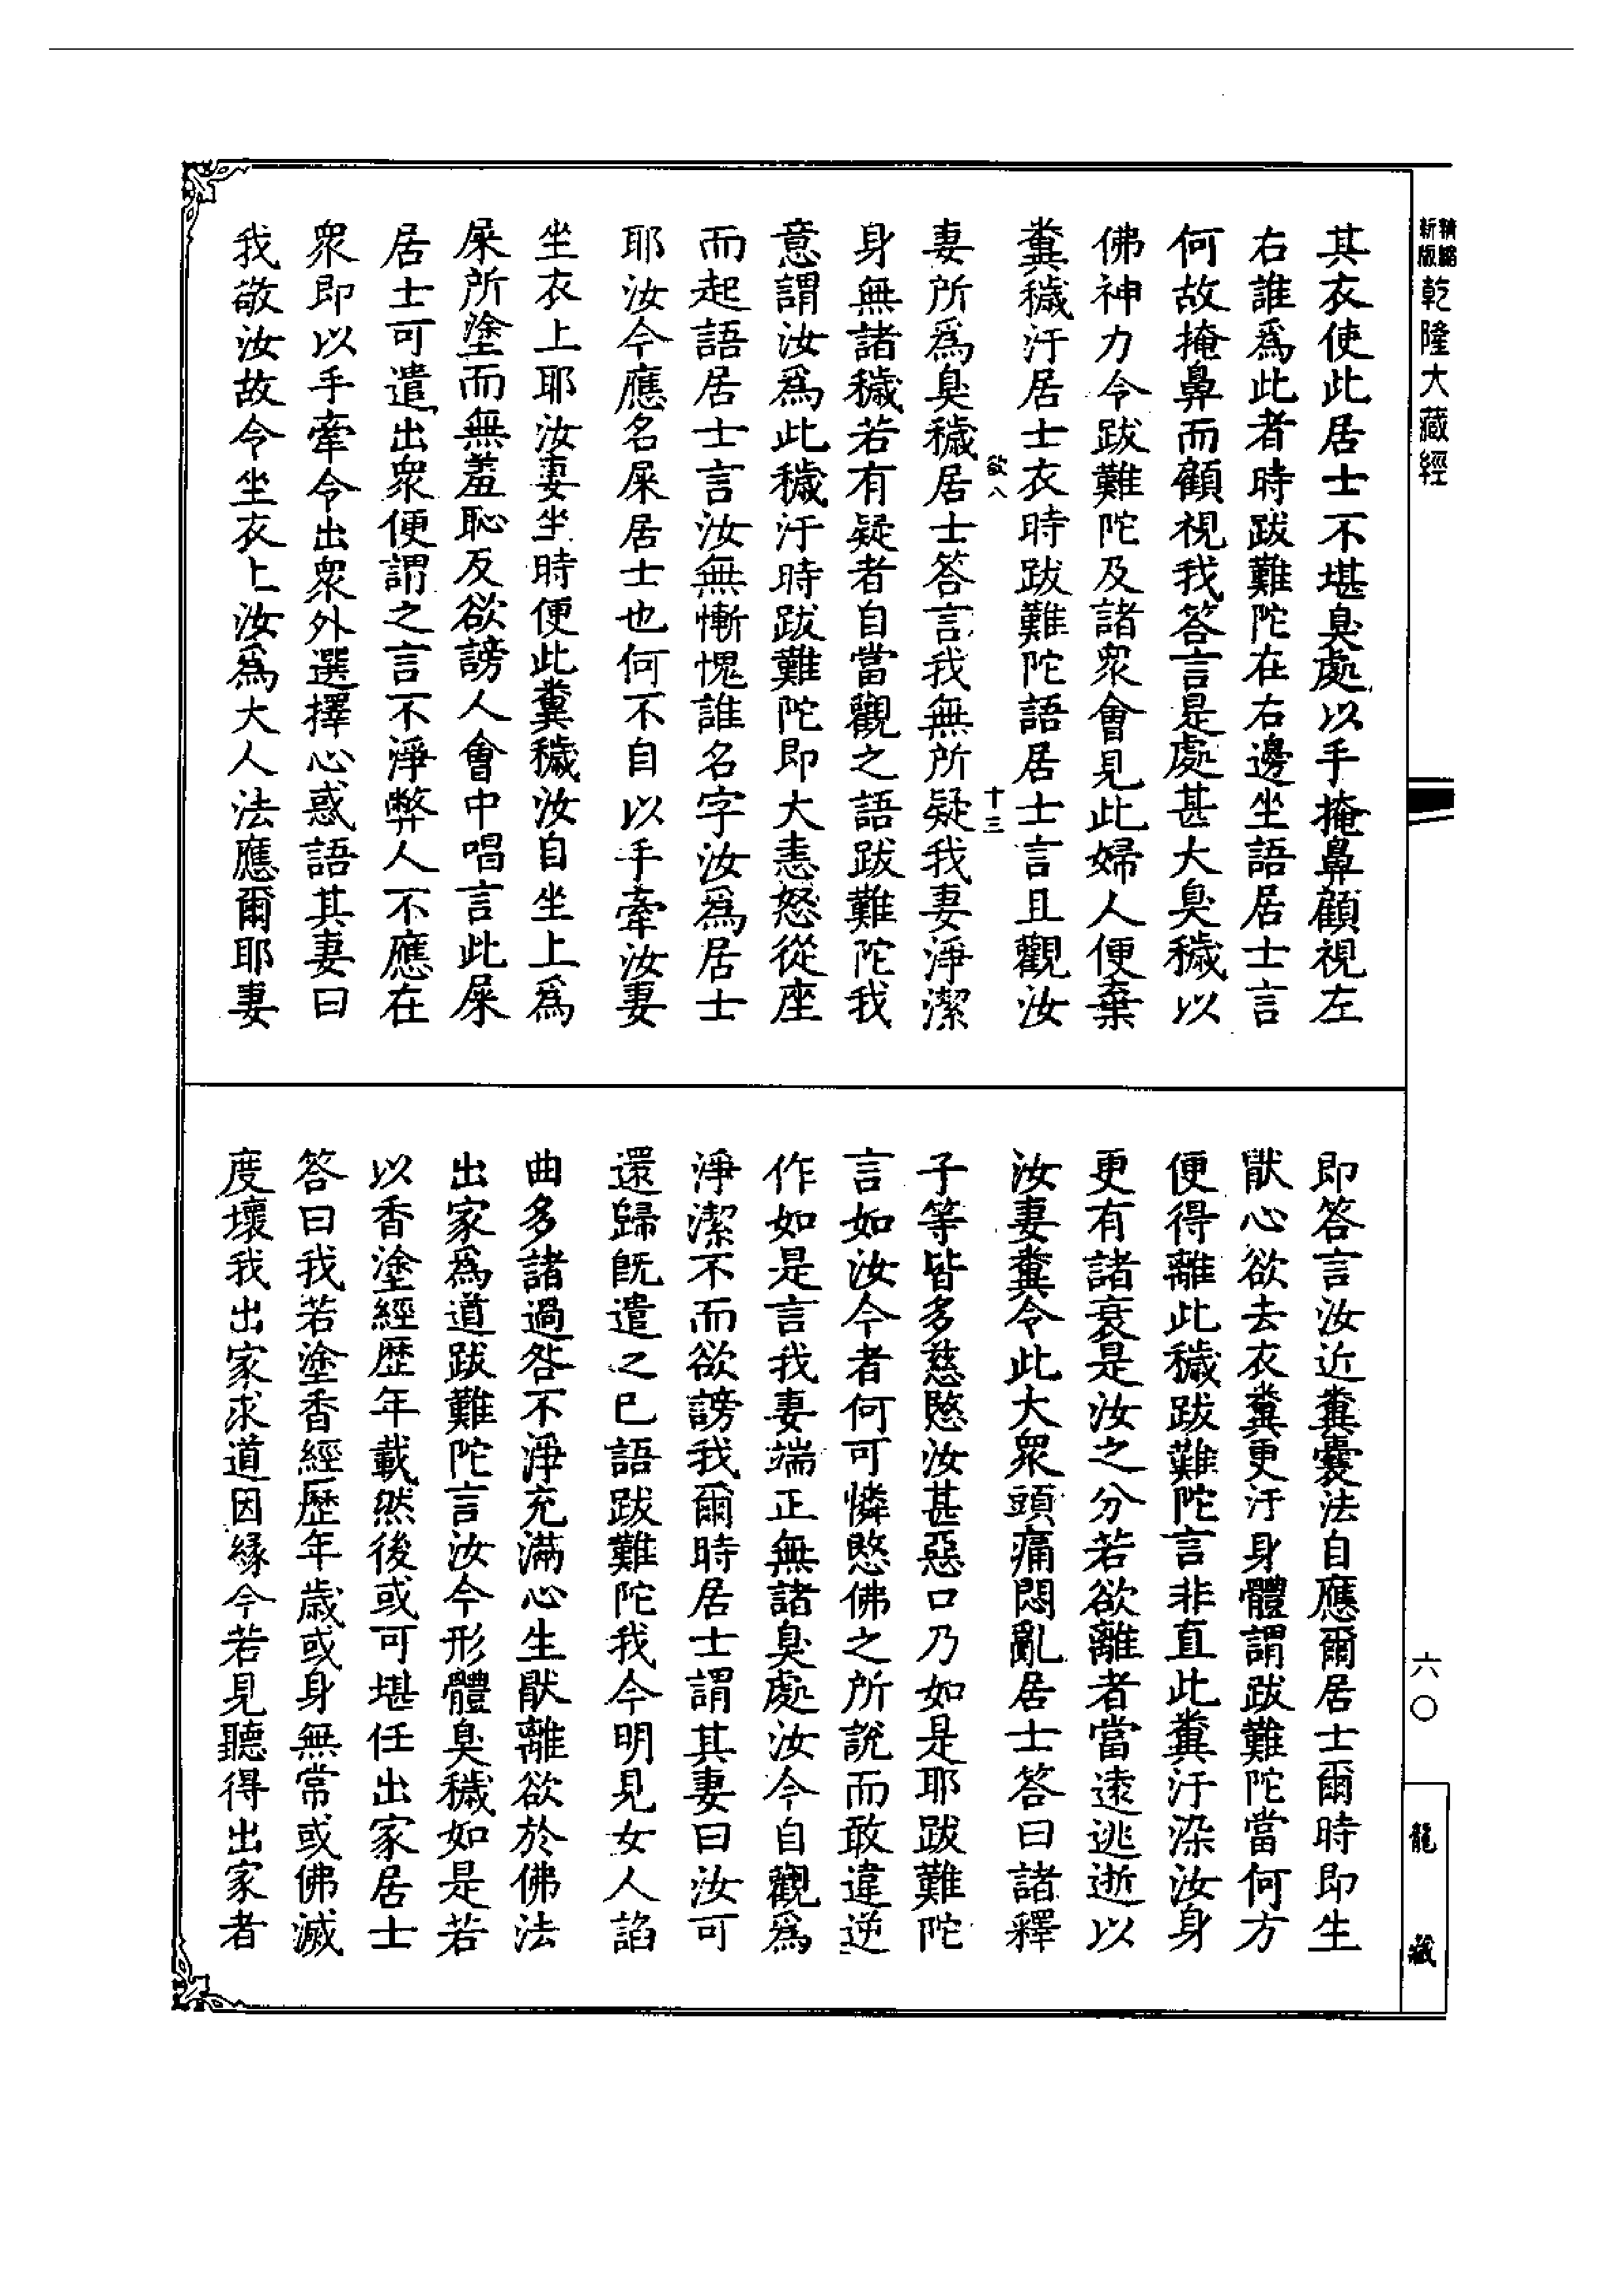 精縮
新版
乾隆大藏經
其衣使此居士不堪臭處以手掩鼻顧視左
右誰爲此者時跋難陀在右邊坐語居士言
何故掩鼻而顧視我答言是處甚大臭穢以
佛神力令跋難陀及諸衆會見此婦人便棄
糞穢汙居士衣時跋難陀語居士言且觀汝
欲八
十三
妻所爲臭穢居士答言我無所疑我妻淨潔
身無諸穢若有疑者自當觀之語跋難陀我
意謂汝爲此穢汙時跋難陀即大恚怒從座
而起語居士言汝無慚愧誰名字汝爲居士
耶汝今應名屎居士也何不自以手牽汝妻
坐衣上耶汝妻坐時便此糞穢汝自坐上爲
屎所塗而無羞恥反欲謗人會中唱言此屎
居士可遣出衆便謂之言不淨弊人不應在
衆即以手牽令出衆外選擇心惑語其妻曰
我敬汝故令坐衣上汝爲大人法應爾耶妻
即答言汝近糞囊法自應爾居士爾時即生
猒心欲去衣糞更汙身體謂跋難陀當何方
便得離此穢跋難陀言非直此糞汙染汝身
更有諸衰是汝之分若欲離者當遠逃逝以
汝妻糞令此大衆頭痛悶亂居士答曰諸釋
子等皆多慈愍汝甚惡口乃如是耶跋難陀
言如汝今者何可憐愍佛之所說而敢違逆
作如是言我妻端正無諸臭處汝今自觀爲
淨潔不而欲謗我爾時居士謂其妻曰汝可
還歸旣遣之已語跋難陀我今明見女人諂
曲多諸過咎不淨充滿心生猒離欲於佛法
出家爲道跋難陀言汝今形體臭穢如是若
以香塗經歷年載然後或可堪任出家居士
答曰我若塗香經歷年歲或身無常或佛滅
度壞我出家求道因緣今若見聽得出家者
六〇
龍藏